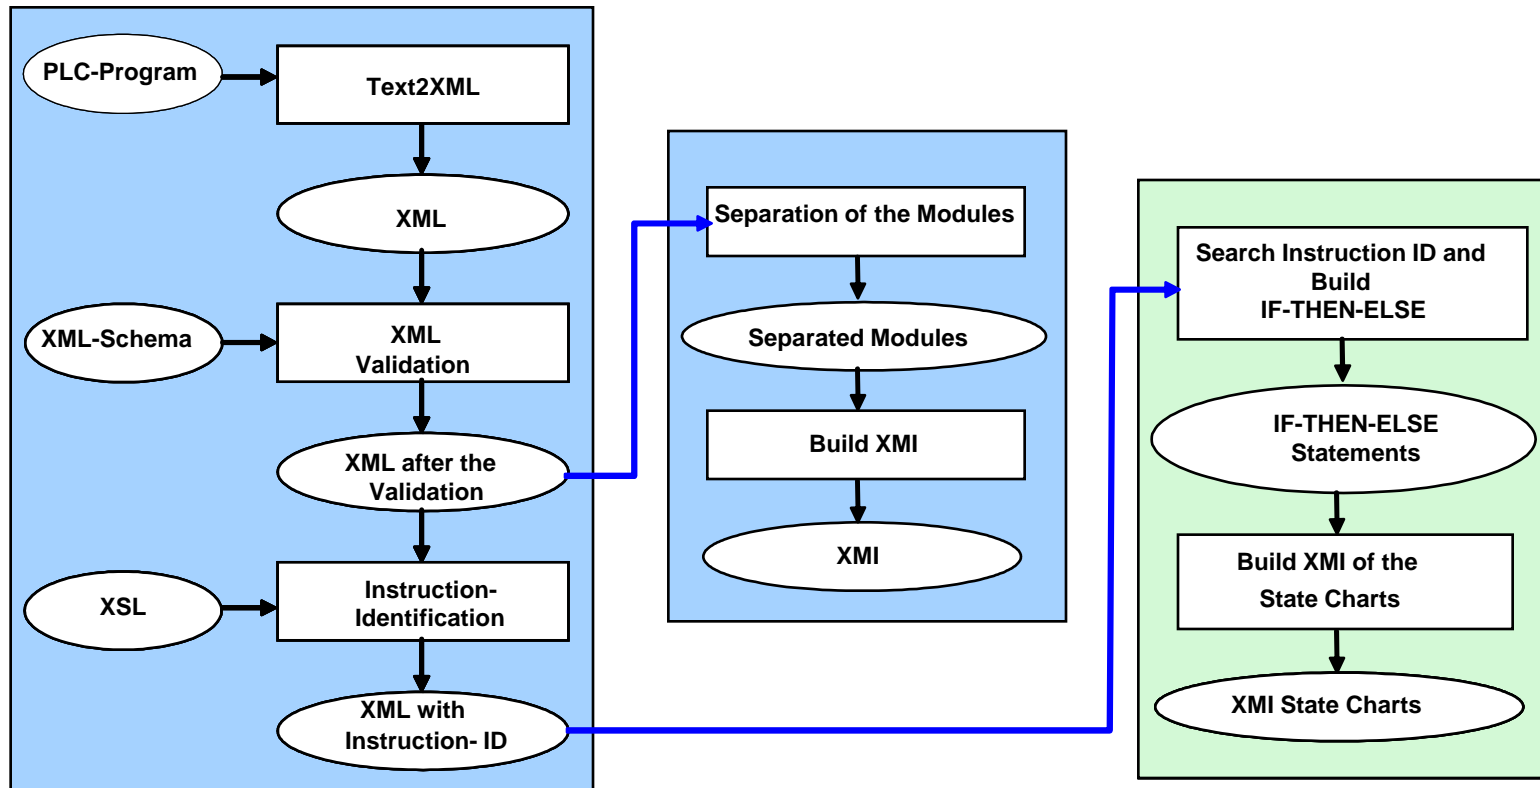 PLC-Program
Text2XML
XML
XML-Schema
XML
Validation
XML after the
Validation
XSL
Instruction-
Identification
XML with
Instruction- ID
Separation of the Modules
Separated Modules
Build XMI
XMI
Search Instruction ID and
Build
IF-THEN-ELSE
IF-THEN-ELSE
Statements
Build XMI of the
State Charts
XMI State Charts